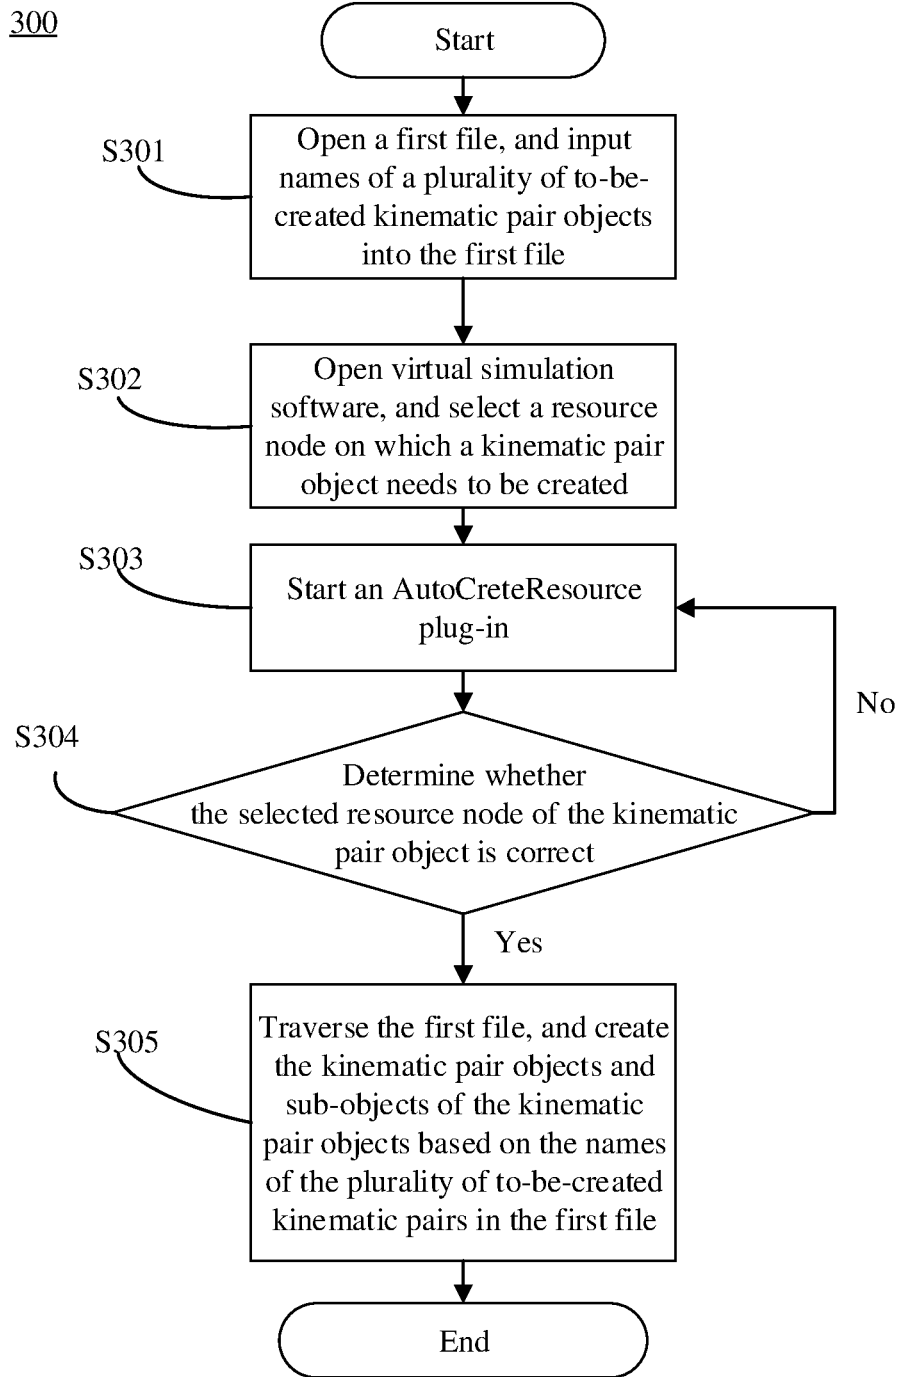 300
Start
S301
Open a first file, and input
names of a plurality of to-be-
created kinematic pair objects
into the first file
S302
Open virtual simulation
software, and select a resource
node on which a kinematic pair
object needs to be created
S303
Start an AutoCreteResource
plug-in
No
S304
Determine whether
the selected resource node of the kinematic
pair object is correct
Yes
S305
Traverse the first file, and create
the kinematic pair objects and
sub-objects of the kinematic
pair objects based on the names
of the plurality of to-be-created
kinematic pairs in the first file
End